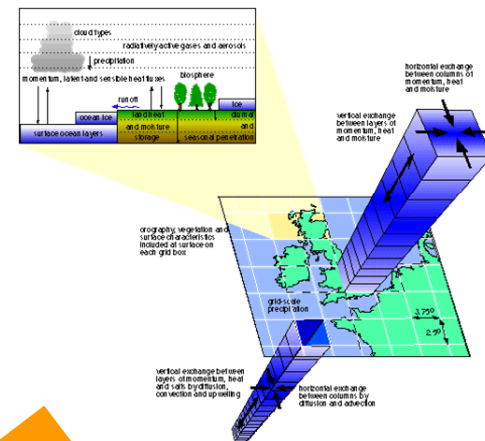 cloud types
radiatively active gases and aerosols
precipitation
momentum, latent and sensible heat fluxes
biosphere
run off
ice
ocean ice
land heat
diurnal
and moisture
and
surface ocean layers
storage
seasonal penetration
horizontal exchange
between columns of
momentum, heat
and moisture
vertical exchange
between layers of
momentum, heat
and moisture
orography, vegetation and
surface characteristics
included at surface on
each grid box
grid-scale
precipitation
3.75°
2.5°
vertical exchange between
layers of momentum, heat
and salts by diffusion,
convection and upwelling
horizontal exchange
between columns by
diffusion and advection